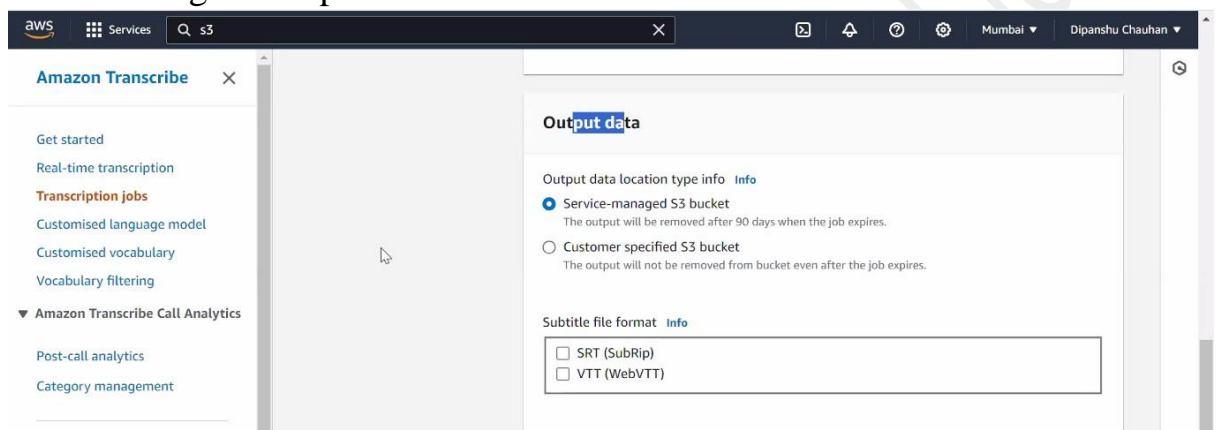 aws
Services
s3
Mumbai ▼
Dipanshu Chauhan ▼
Amazon Transcribe
Get started
Real-time transcription
Transcription jobs
Customised language model
Customised vocabulary
Vocabulary filtering
▼ Amazon Transcribe Call Analytics
Post-call analytics
Category management
Output data
Output data location type info Info
Service-managed S3 bucket
The output will be removed after 90 days when the job expires.
Customer specified S3 bucket
The output will not be removed from bucket even after the job expires.
Subtitle file format Info
SRT (SubRip)
VTT (WebVTT)